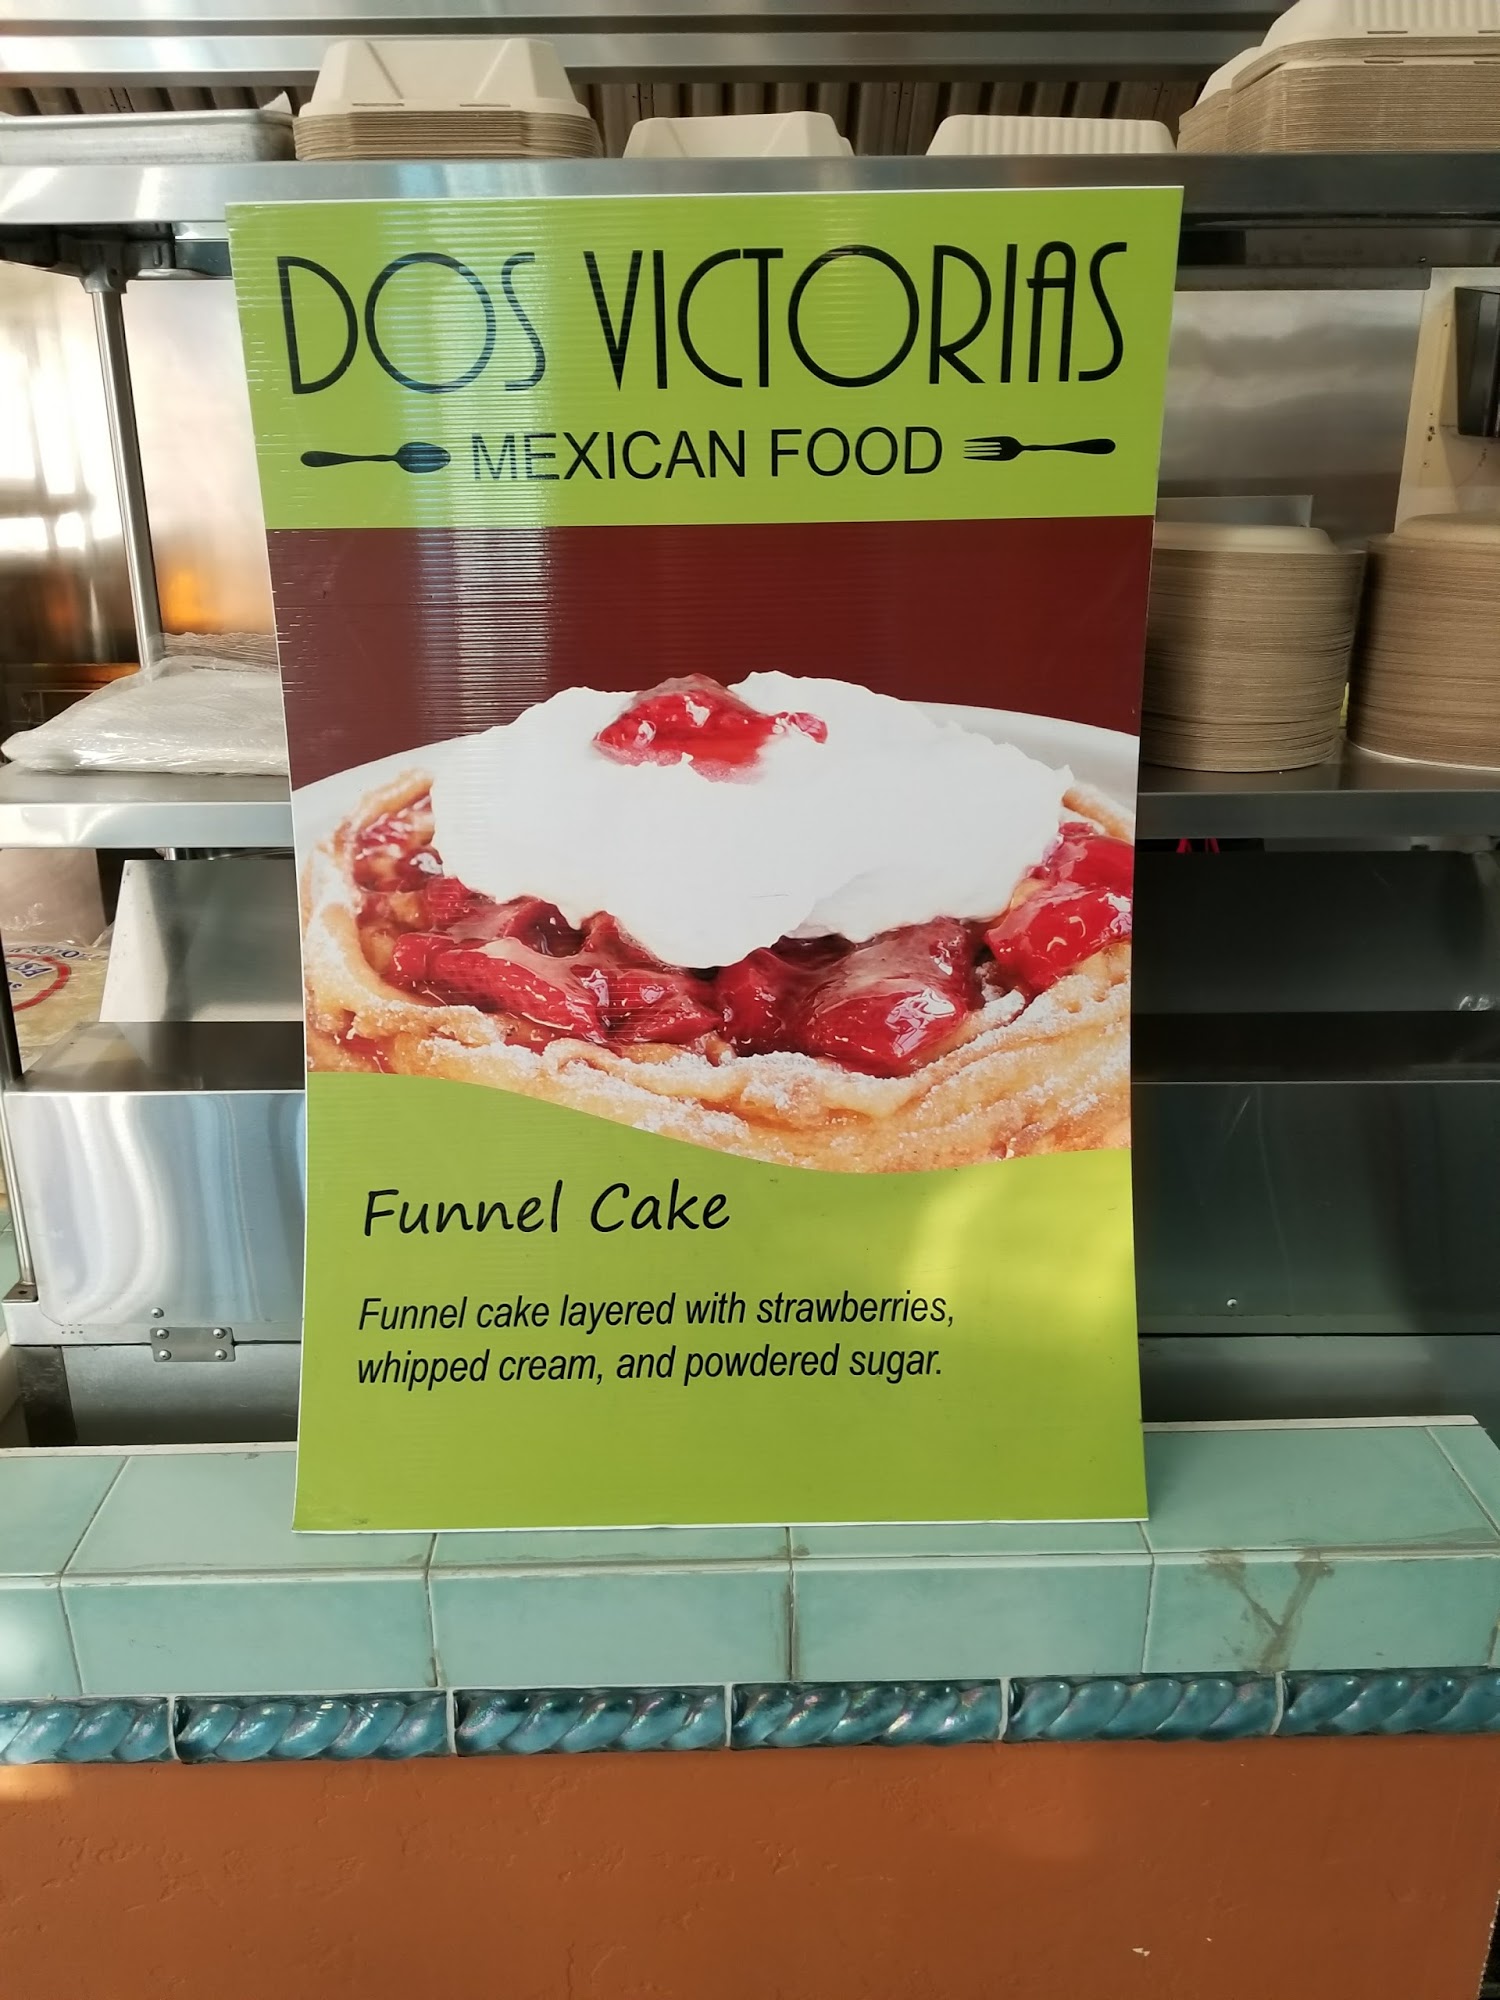 DOS VICTORIAS
MEXICAN FOOD
Funnel Cake
Funnel cake layered with strawberries,
whipped cream, and powdered sugar.